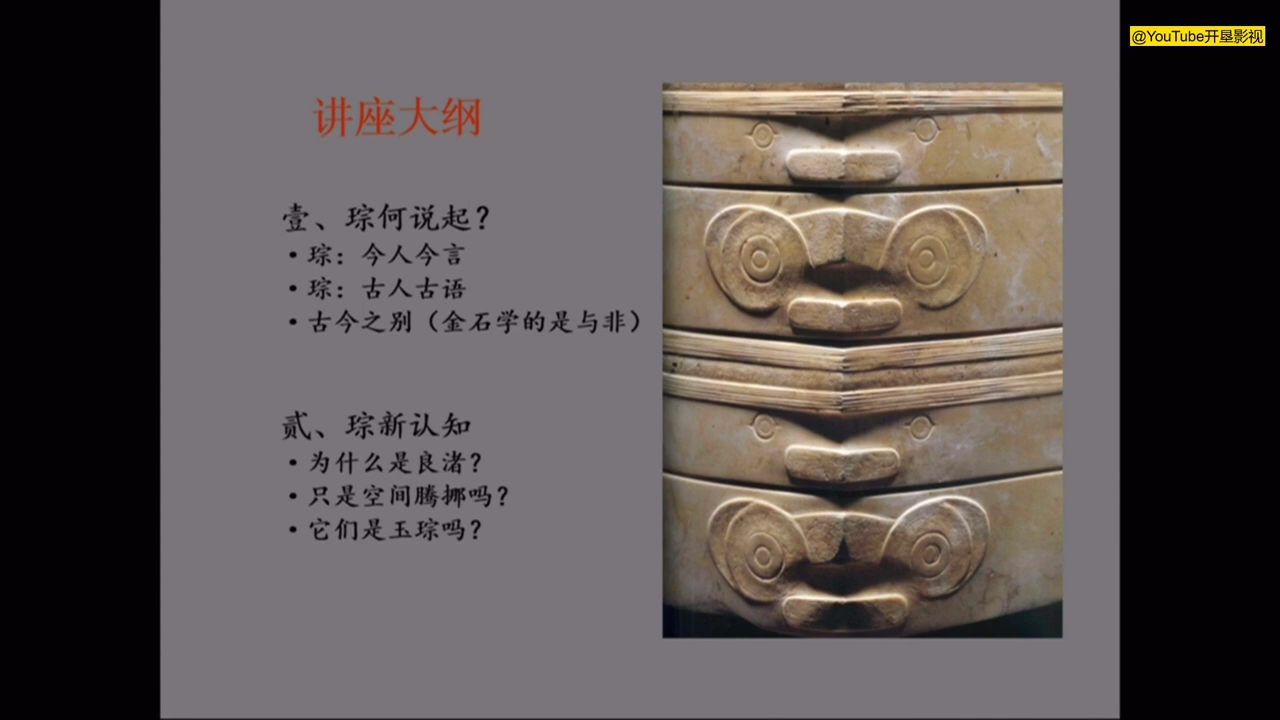 @YouTube开垦影视
讲座大纲
壹、琮何说起？
• 琮：今人今言
• 琮：古人古语
• 古今之别（金石学的是与非）
贰、琮新认知
• 为什么是良渚？
• 只是空间腾挪吗？
• 它们是玉琮吗？